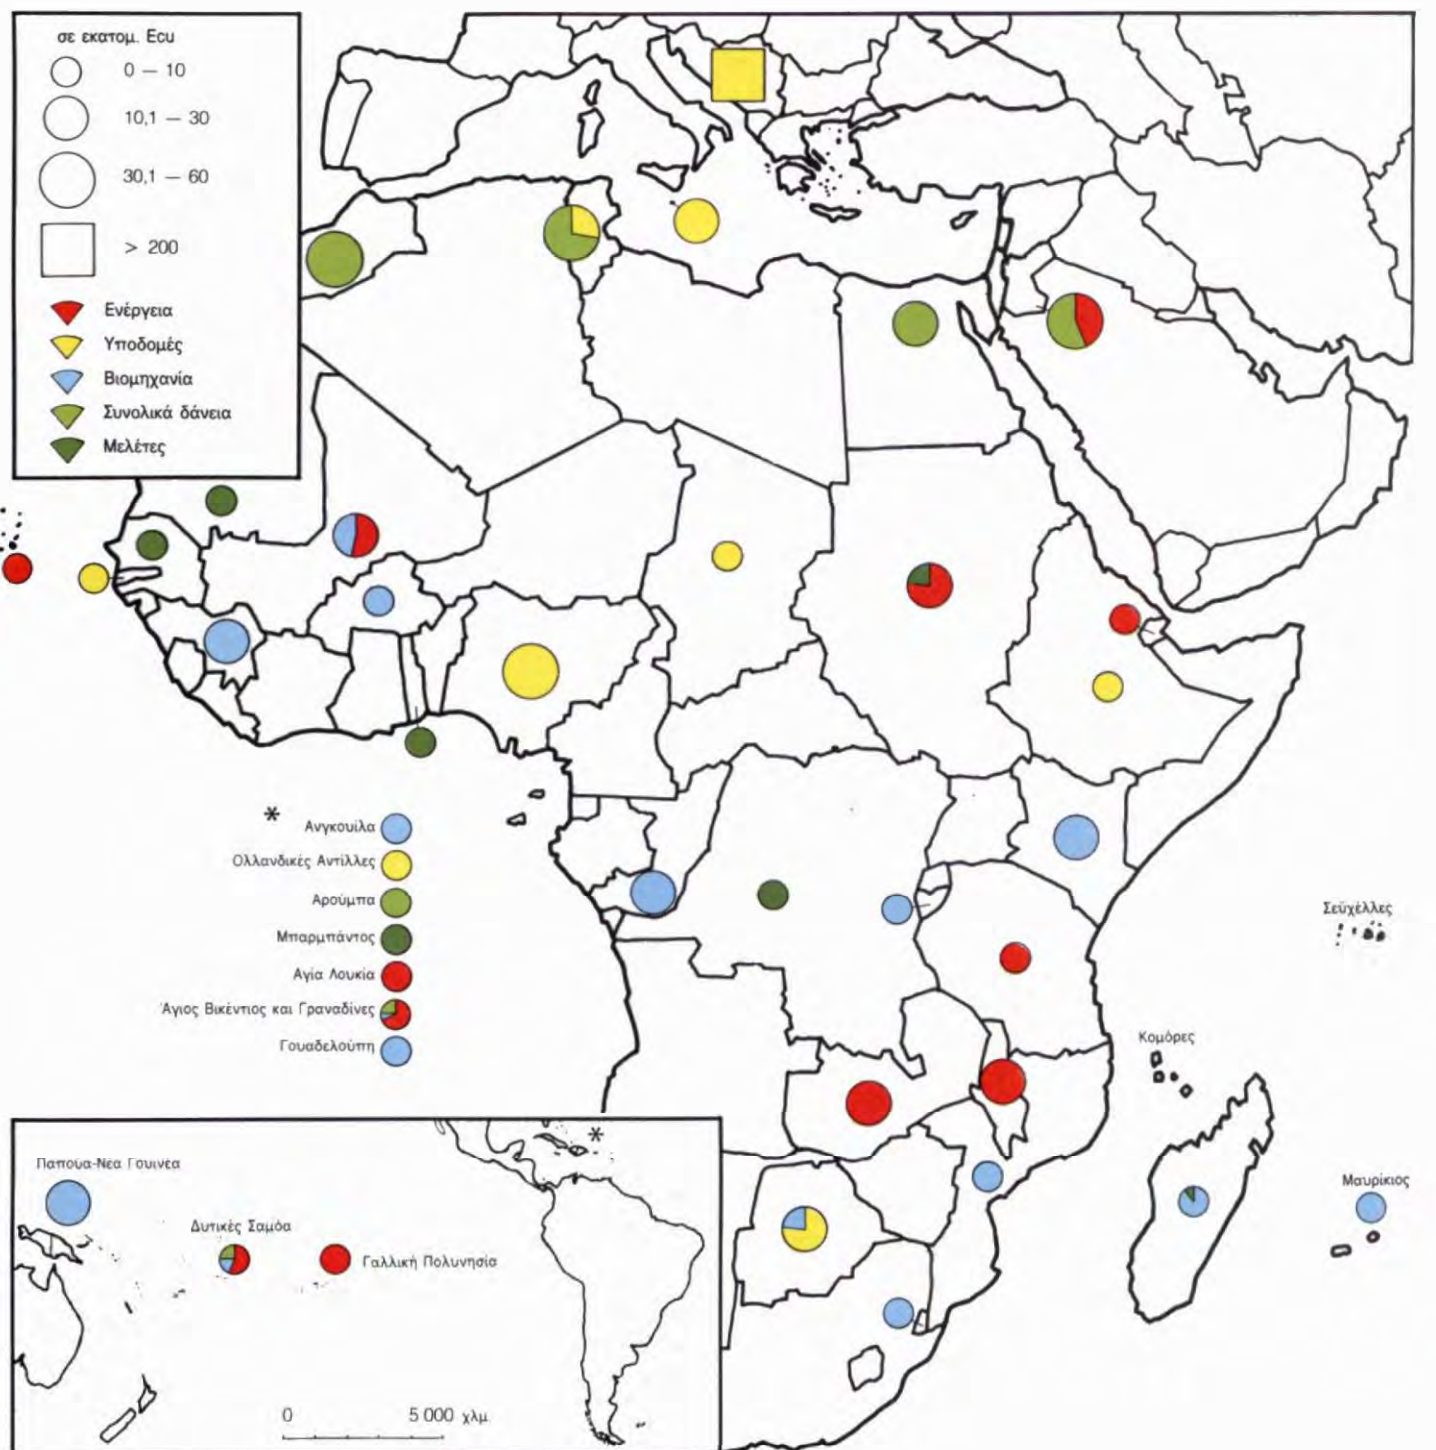 σε εκατομ. Ecu
0 — 10
10,1 — 30
30,1 — 60
> 200
Ενέργεια
Υποδομές
Βιομηχανία
Συνολικά δάνεια
Μελέτες
*
Ανγκουίλα
Ολλανδικές Αντίλλες
Αρούμπα
Μπαρμπάντος
Αγία Λουκία
Άγιος Βικέντιος και Γραναδίνες
Γουαδελούπη
Σεϋχέλλες
Κομόρες
Μαυρίκιος
*
Παπούα-Νέα Γουινέα
Δυτικές Σαμόα
Γαλλική Πολυνησία
0 5 000 χλμ.